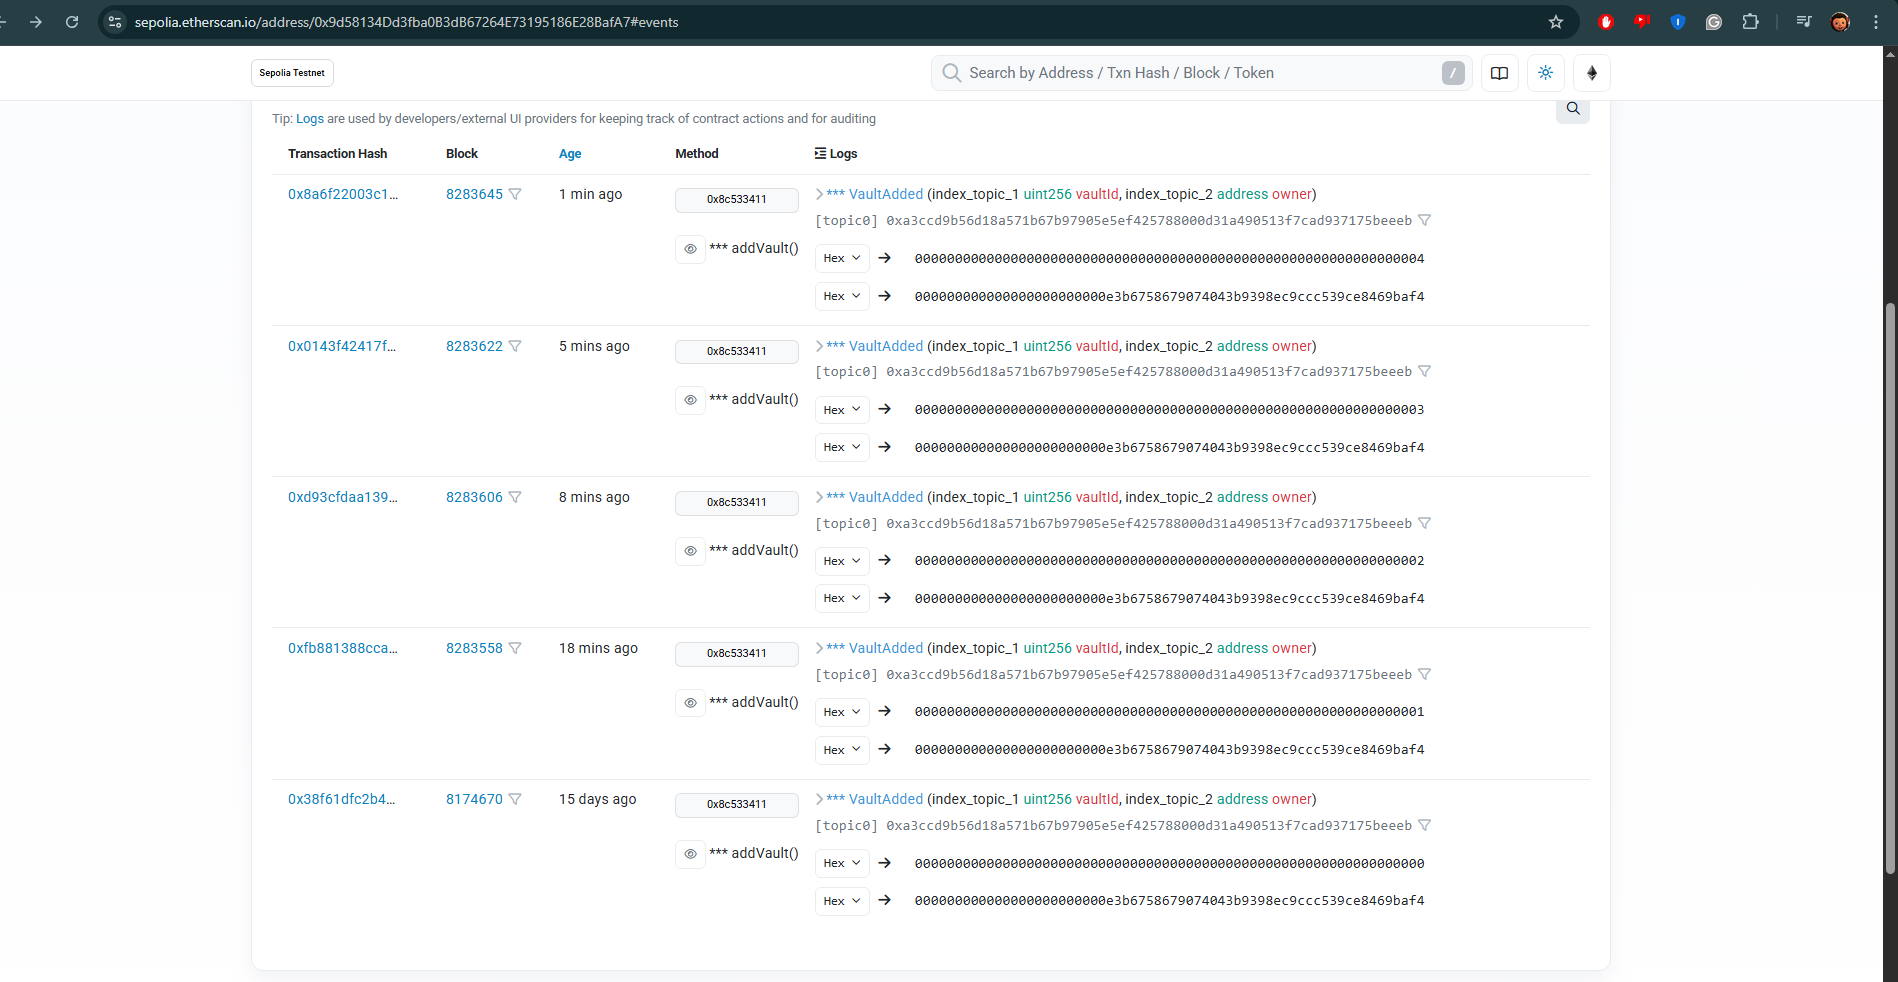 sepolia.etherscan.io/address/0x9d58134Dd3fba0B3dB67264E73195186E28BafA7#events
Sepolia Testnet
Search by Address / Txn Hash / Block / Token
/
Tip: Logs are used by developers/external UI providers for keeping track of contract actions and for auditing
Transaction Hash Block Age Method Logs
0x8a6f22003c1... 8283645 1 min ago 0x8c533411 *** VaultAdded (index_topic_1 uint256 vaultId, index_topic_2 address owner)
[topic0] 0xa3ccd9b56d18a571b67b97905e5ef425788000d31a490513f7cad937175beeeb
*** addVault() Hex 0000000000000000000000000000000000000000000000000000000000000004
Hex 000000000000000000000000e3b6758679074043b9398ec9ccc539ce8469baf4
0x0143f42417f... 8283622 5 mins ago 0x8c533411 *** VaultAdded (index_topic_1 uint256 vaultId, index_topic_2 address owner)
[topic0] 0xa3ccd9b56d18a571b67b97905e5ef425788000d31a490513f7cad937175beeeb
*** addVault() Hex 0000000000000000000000000000000000000000000000000000000000000003
Hex 000000000000000000000000e3b6758679074043b9398ec9ccc539ce8469baf4
0xd93cfdaa139... 8283606 8 mins ago 0x8c533411 *** VaultAdded (index_topic_1 uint256 vaultId, index_topic_2 address owner)
[topic0] 0xa3ccd9b56d18a571b67b97905e5ef425788000d31a490513f7cad937175beeeb
*** addVault() Hex 0000000000000000000000000000000000000000000000000000000000000002
Hex 000000000000000000000000e3b6758679074043b9398ec9ccc539ce8469baf4
0xfb881388cca... 8283558 18 mins ago 0x8c533411 *** VaultAdded (index_topic_1 uint256 vaultId, index_topic_2 address owner)
[topic0] 0xa3ccd9b56d18a571b67b97905e5ef425788000d31a490513f7cad937175beeeb
*** addVault() Hex 0000000000000000000000000000000000000000000000000000000000000001
Hex 000000000000000000000000e3b6758679074043b9398ec9ccc539ce8469baf4
0x38f61dfc2b4... 8174670 15 days ago 0x8c533411 *** VaultAdded (index_topic_1 uint256 vaultId, index_topic_2 address owner)
[topic0] 0xa3ccd9b56d18a571b67b97905e5ef425788000d31a490513f7cad937175beeeb
*** addVault() Hex 0000000000000000000000000000000000000000000000000000000000000000
Hex 000000000000000000000000e3b6758679074043b9398ec9ccc539ce8469baf4